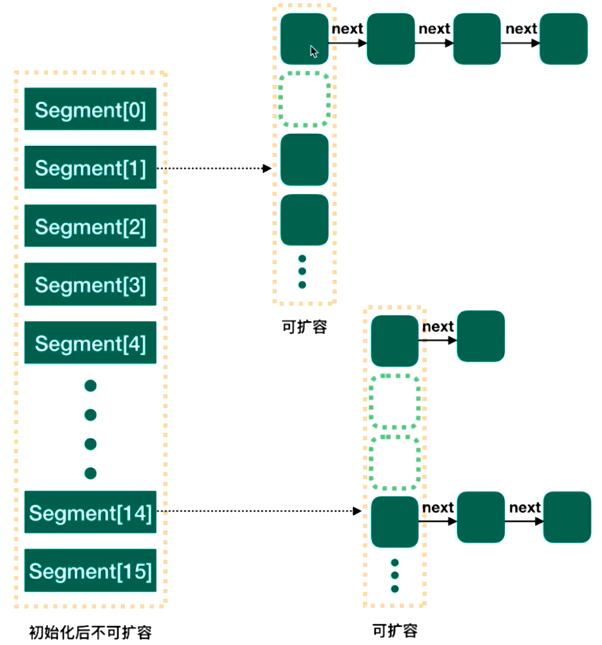 next next next
Segment[0]
Segment[1]
Segment[2]
Segment[3]
Segment[4]
可扩容
next
Segment[14]
next next
Segment[15]
初始化后不可扩容
可扩容